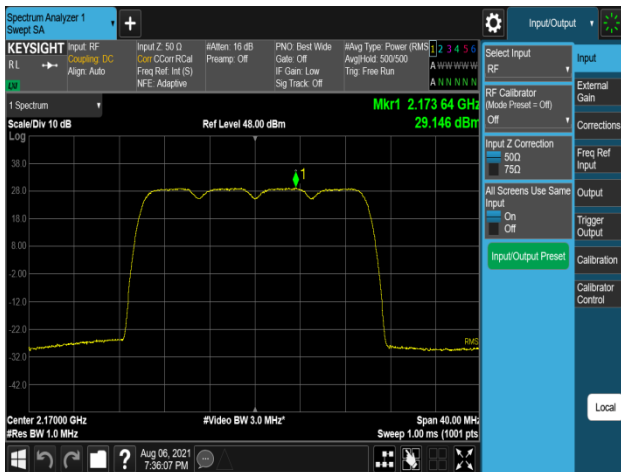 Spectrum Analyzer 1
Swept SA
+
Input/Output
KEYSIGHT
RL
LXI
Input: RF
Coupling: DC
Align: Auto
Input Z: 50 Ω
Corr CCorr RCal
Freq Ref: Int (S)
NFE: Adaptive
#Atten: 16 dB
Preamp: Off
PNO: Best Wide
Gate: Off
IF Gain: Low
Sig Track: Off
#Avg Type: Power (RMS
Avg|Hold: 500/500
Trig: Free Run
1 2 3 4 5 6
A W W W W W
A N N N N N
1 Spectrum
Mkr1 2.173 64 GHz
Scale/Div 10 dB
Ref Level 48.00 dBm
29.146 dBm
Log
38.0
28.0
18.0
8.00
-2.00
-12.0
-22.0
-32.0
-42.0
1
RMS
Center 2.17000 GHz
#Video BW 3.0 MHz*
Span 40.00 MHz
#Res BW 1.0 MHz
Sweep 1.00 ms (1001 pts
?
Aug 06, 2021
7:36:07 PM
Select Input
RF
RF Calibrator
(Mode Preset = Off)
Off
Input Z Correction
50Ω
75Ω
All Screens Use Same
Input
On
Off
Input/Output Preset
Input
External
Gain
Corrections
Freq Ref
Input
Output
Trigger
Output
Calibration
Calibrator
Control
Local